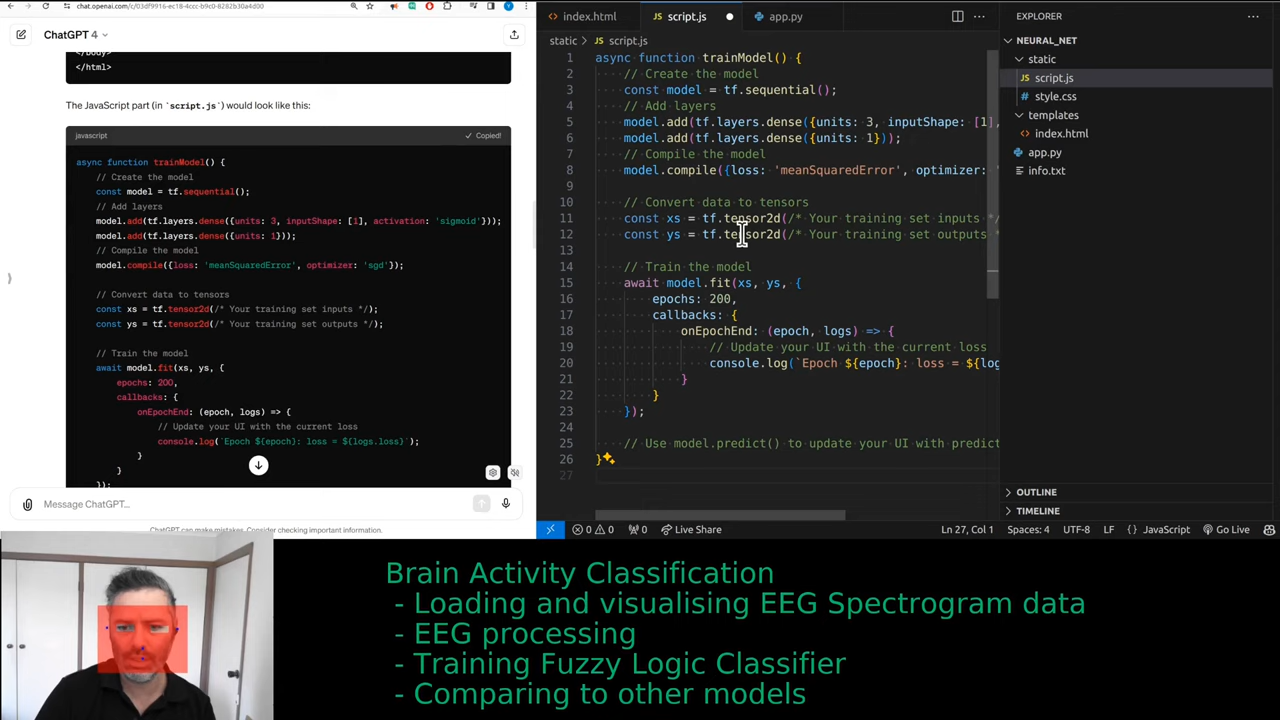 chat.openai.com/c/03df9916-ec18-4ccc-b9c0-8282b30a4d00
ChatGPT 4
</body>
</html>
The JavaScript part (in `script.js`) would look like this:
javascript
Copied!
async function trainModel() {
// Create the model
const model = tf.sequential();
// Add layers
model.add(tf.layers.dense({units: 3, inputShape: [1], activation: 'sigmoid'}));
model.add(tf.layers.dense({units: 1}));
// Compile the model
model.compile({loss: 'meanSquaredError', optimizer: 'sgd'});
// Convert data to tensors
const xs = tf.tensor2d(/* Your training set inputs */);
const ys = tf.tensor2d(/* Your training set outputs */);
// Train the model
await model.fit(xs, ys, {
epochs: 200,
callbacks: {
onEpochEnd: (epoch, logs) => {
// Update your UI with the current loss
console.log(`Epoch ${epoch}: loss = ${logs.loss}`);
}
}
});
Message ChatGPT...
ChatGPT can make mistakes. Consider checking important information.
index.html
script.js
app.py
static > script.js
1 async function trainModel() {
2 // Create the model
3 const model = tf.sequential();
4 // Add layers
5 model.add(tf.layers.dense({units: 3, inputShape: [1],
6 model.add(tf.layers.dense({units: 1}));
7 // Compile the model
8 model.compile({loss: 'meanSquaredError', optimizer: '
9
10 // Convert data to tensors
11 const xs = tf.tensor2d(/* Your training set inputs */
12 const ys = tf.tensor2d(/* Your training set outputs *
13
14 // Train the model
15 await model.fit(xs, ys, {
16 epochs: 200,
17 callbacks: {
18 onEpochEnd: (epoch, logs) => {
19 // Update your UI with the current loss
20 console.log(`Epoch ${epoch}: loss = ${log
21 }
22 }
23 });
24
25 // Use model.predict() to update your UI with predict
26 }
27
EXPLORER
NEURAL_NET
static
script.js
style.css
templates
index.html
app.py
info.txt
OUTLINE
TIMELINE
0 0 0 Live Share Ln 27, Col 1 Spaces: 4 UTF-8 LF {} JavaScript Go Live
Brain Activity Classification
- Loading and visualising EEG Spectrogram data
- EEG processing
- Training Fuzzy Logic Classifier
- Comparing to other models